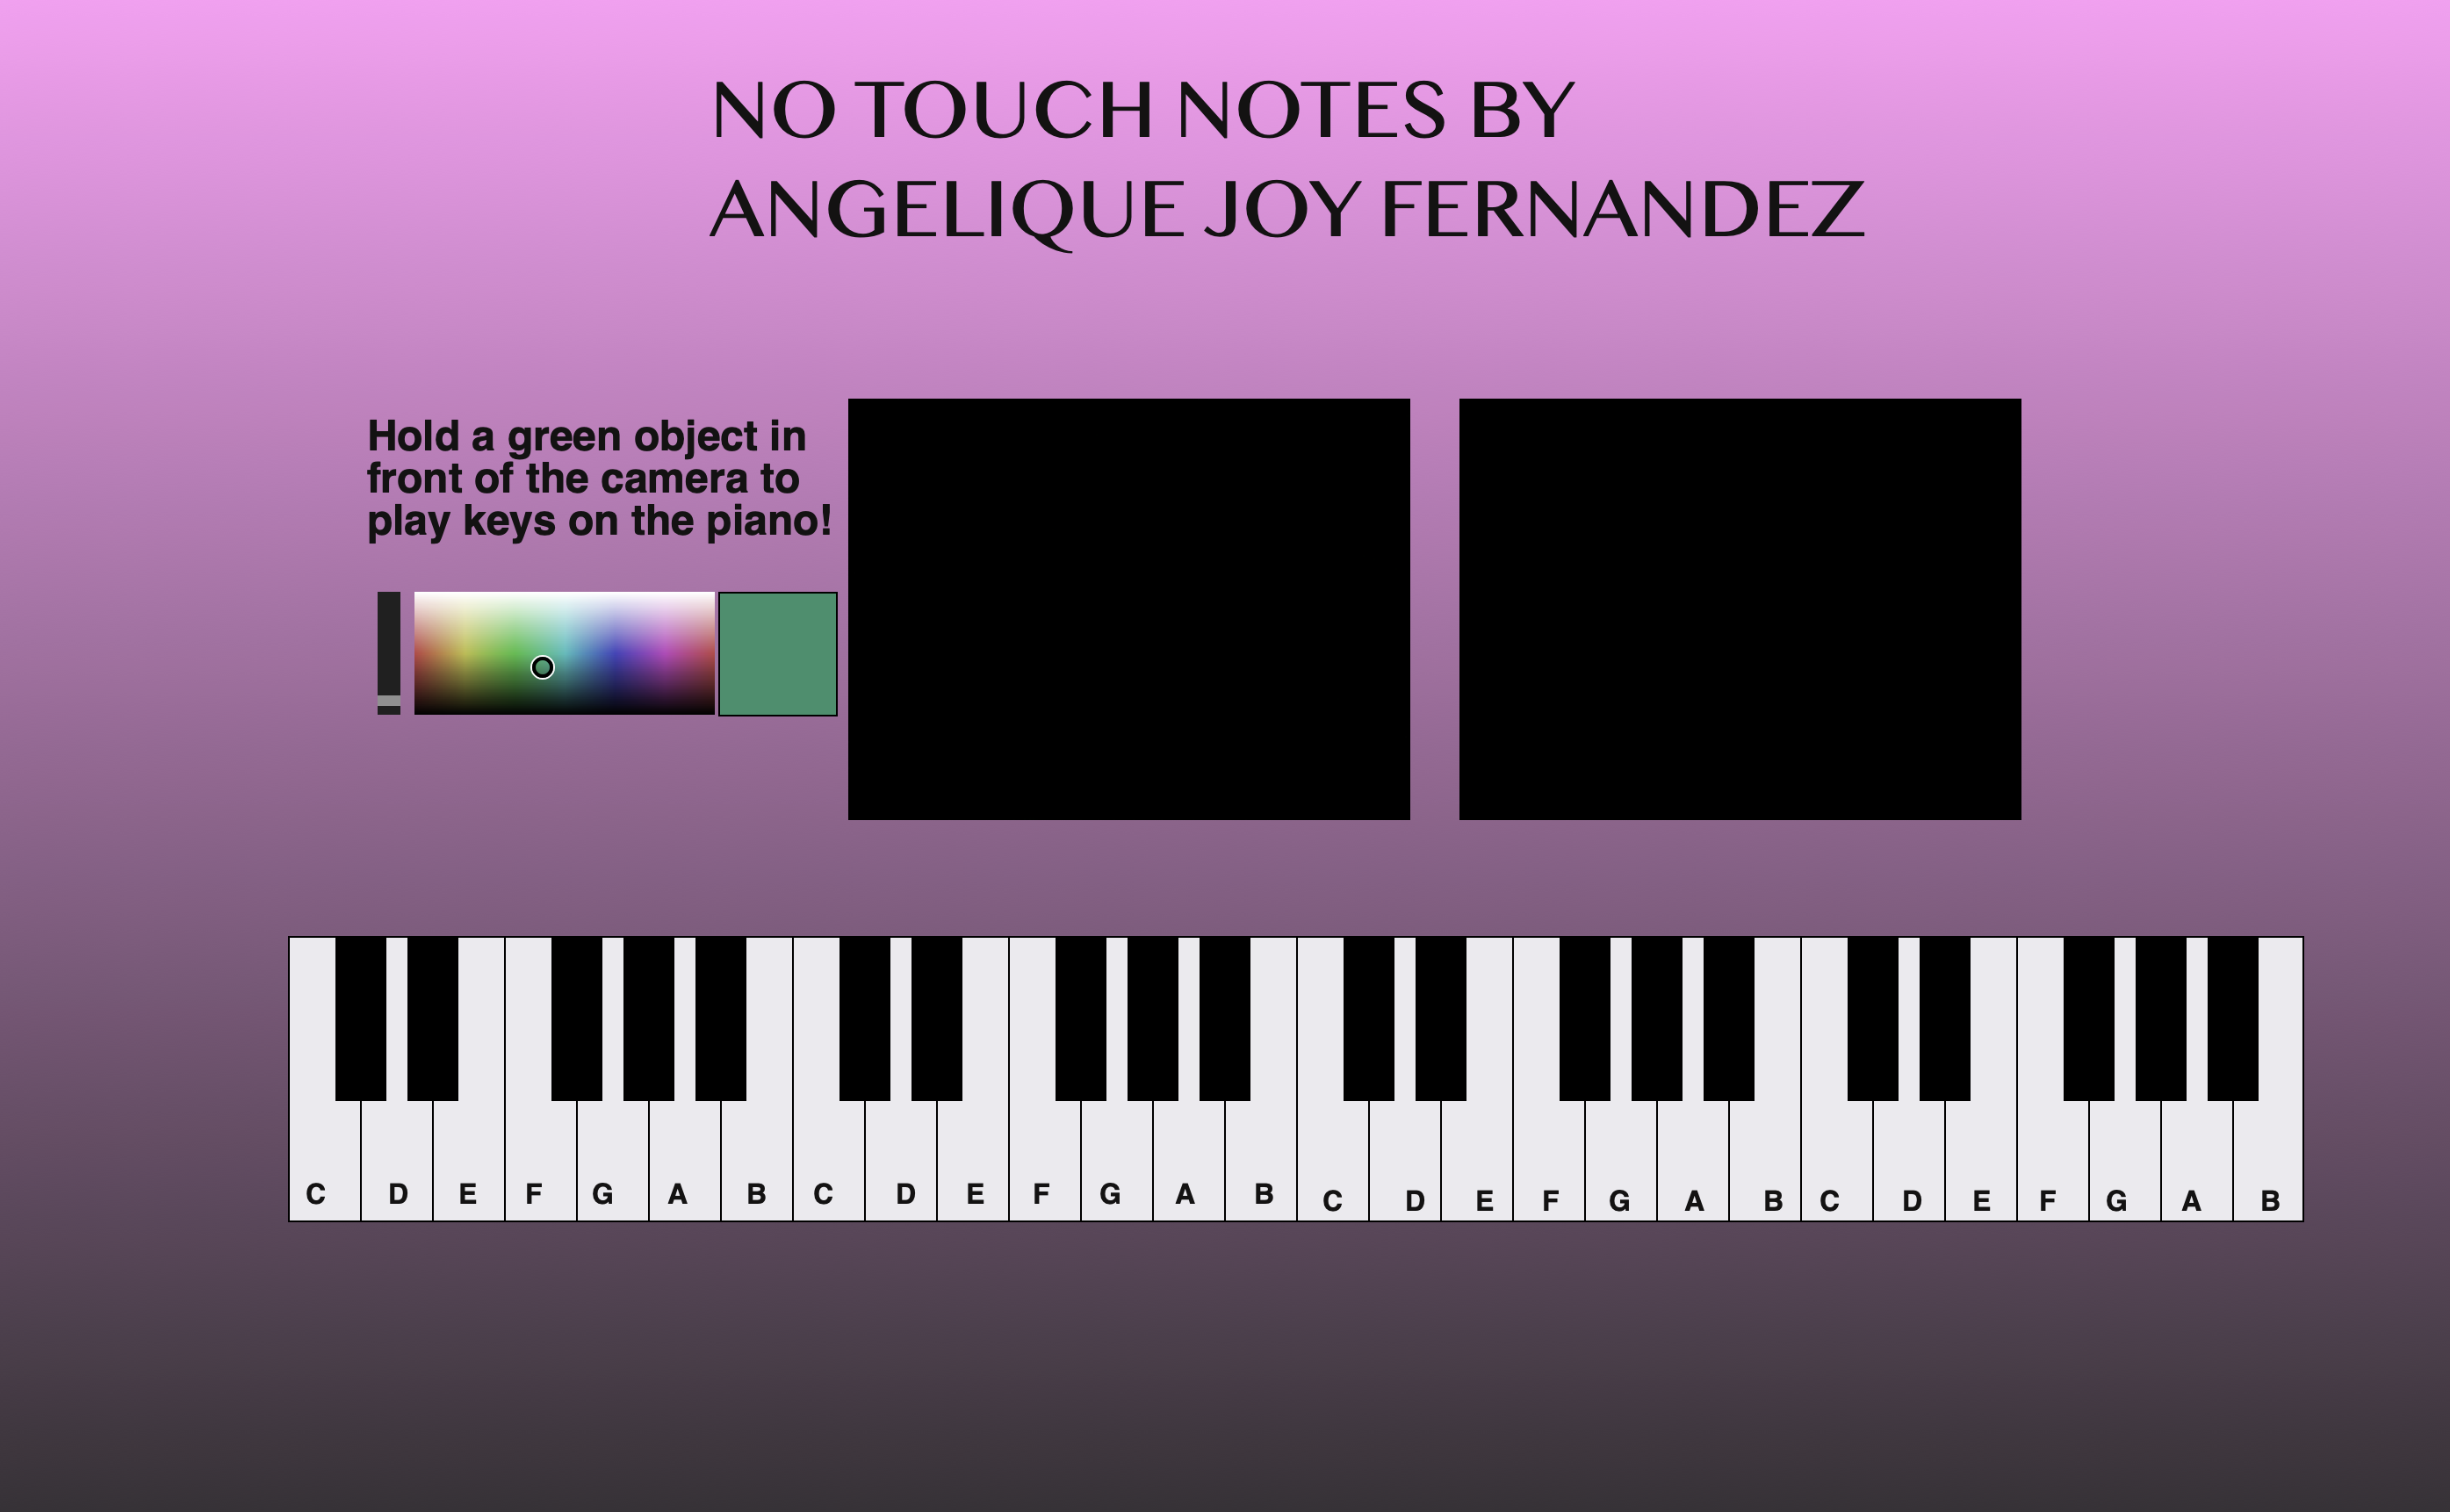 NO TOUCH NOTES BY
ANGELIQUE JOY FERNANDEZ
Hold a green object in
front of the camera to
play keys on the piano!
C D E F G A B C D E F G A B C D E F G A B C D E F G A B